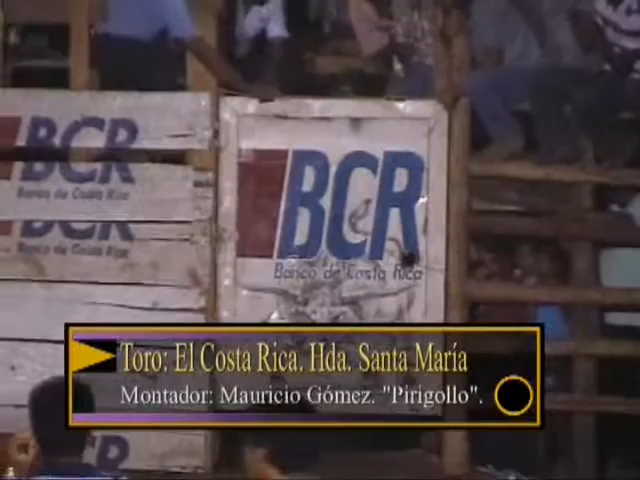 BCR
Banco de Costa Rica
BCR
Banco de Costa Rica
BCR
Banco de Costa Rica
Toro: El Costa Rica. Hda. Santa María
Montador: Mauricio Gómez. "Pirigollo".
CR